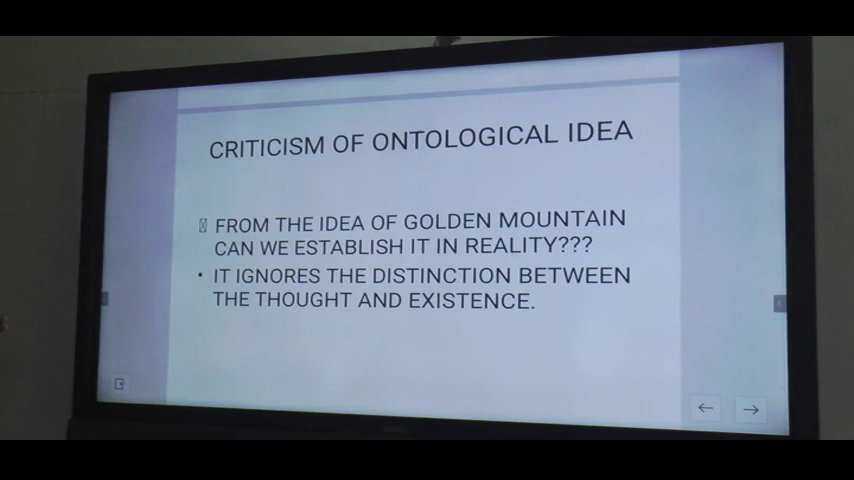 CRITICISM OF ONTOLOGICAL IDEA
FROM THE IDEA OF GOLDEN MOUNTAIN
CAN WE ESTABLISH IT IN REALITY???
• IT IGNORES THE DISTINCTION BETWEEN
THE THOUGHT AND EXISTENCE.